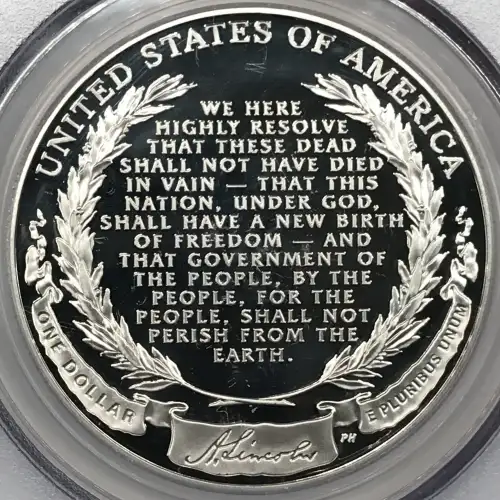 UNITED STATES OF AMERICA
WE HERE
HIGHLY RESOLVE
THAT THESE DEAD
SHALL NOT HAVE DIED
IN VAIN — THAT THIS
NATION, UNDER GOD,
SHALL HAVE A NEW BIRTH
OF FREEDOM — AND
THAT GOVERNMENT OF
THE PEOPLE, BY THE
PEOPLE, FOR THE
PEOPLE, SHALL NOT
PERISH FROM THE
EARTH.
ONE DOLLAR
E PLURIBUS UNUM
A. Lincoln
PH